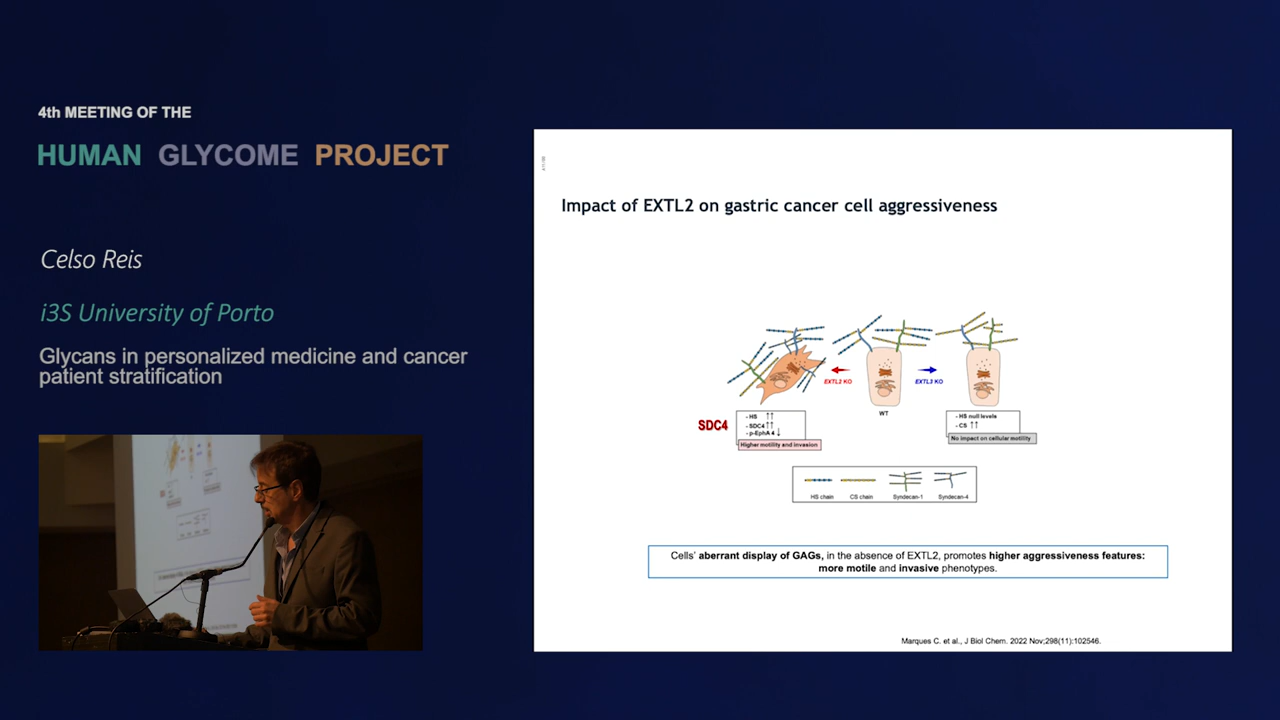 4th MEETING OF THE
HUMAN GLYCOME PROJECT
Celso Reis
i3S University of Porto
Glycans in personalized medicine and cancer
patient stratification
Impact of EXTL2 on gastric cancer cell aggressiveness
EXTL2 KO
EXTL3 KO
WT
SDC4
- HS ↑↑
- SDC4 ↑↑
- p-EphA 4 ↓
Higher motility and invasion
- HS null levels
- CS ↑↑
No impact on cellular motility
HS chain
CS chain
Syndecan-1
Syndecan-4
Cells' aberrant display of GAGs, in the absence of EXTL2, promotes higher aggressiveness features:
more motile and invasive phenotypes.
Marques C. et al., J Biol Chem. 2022 Nov;298(11):102546.